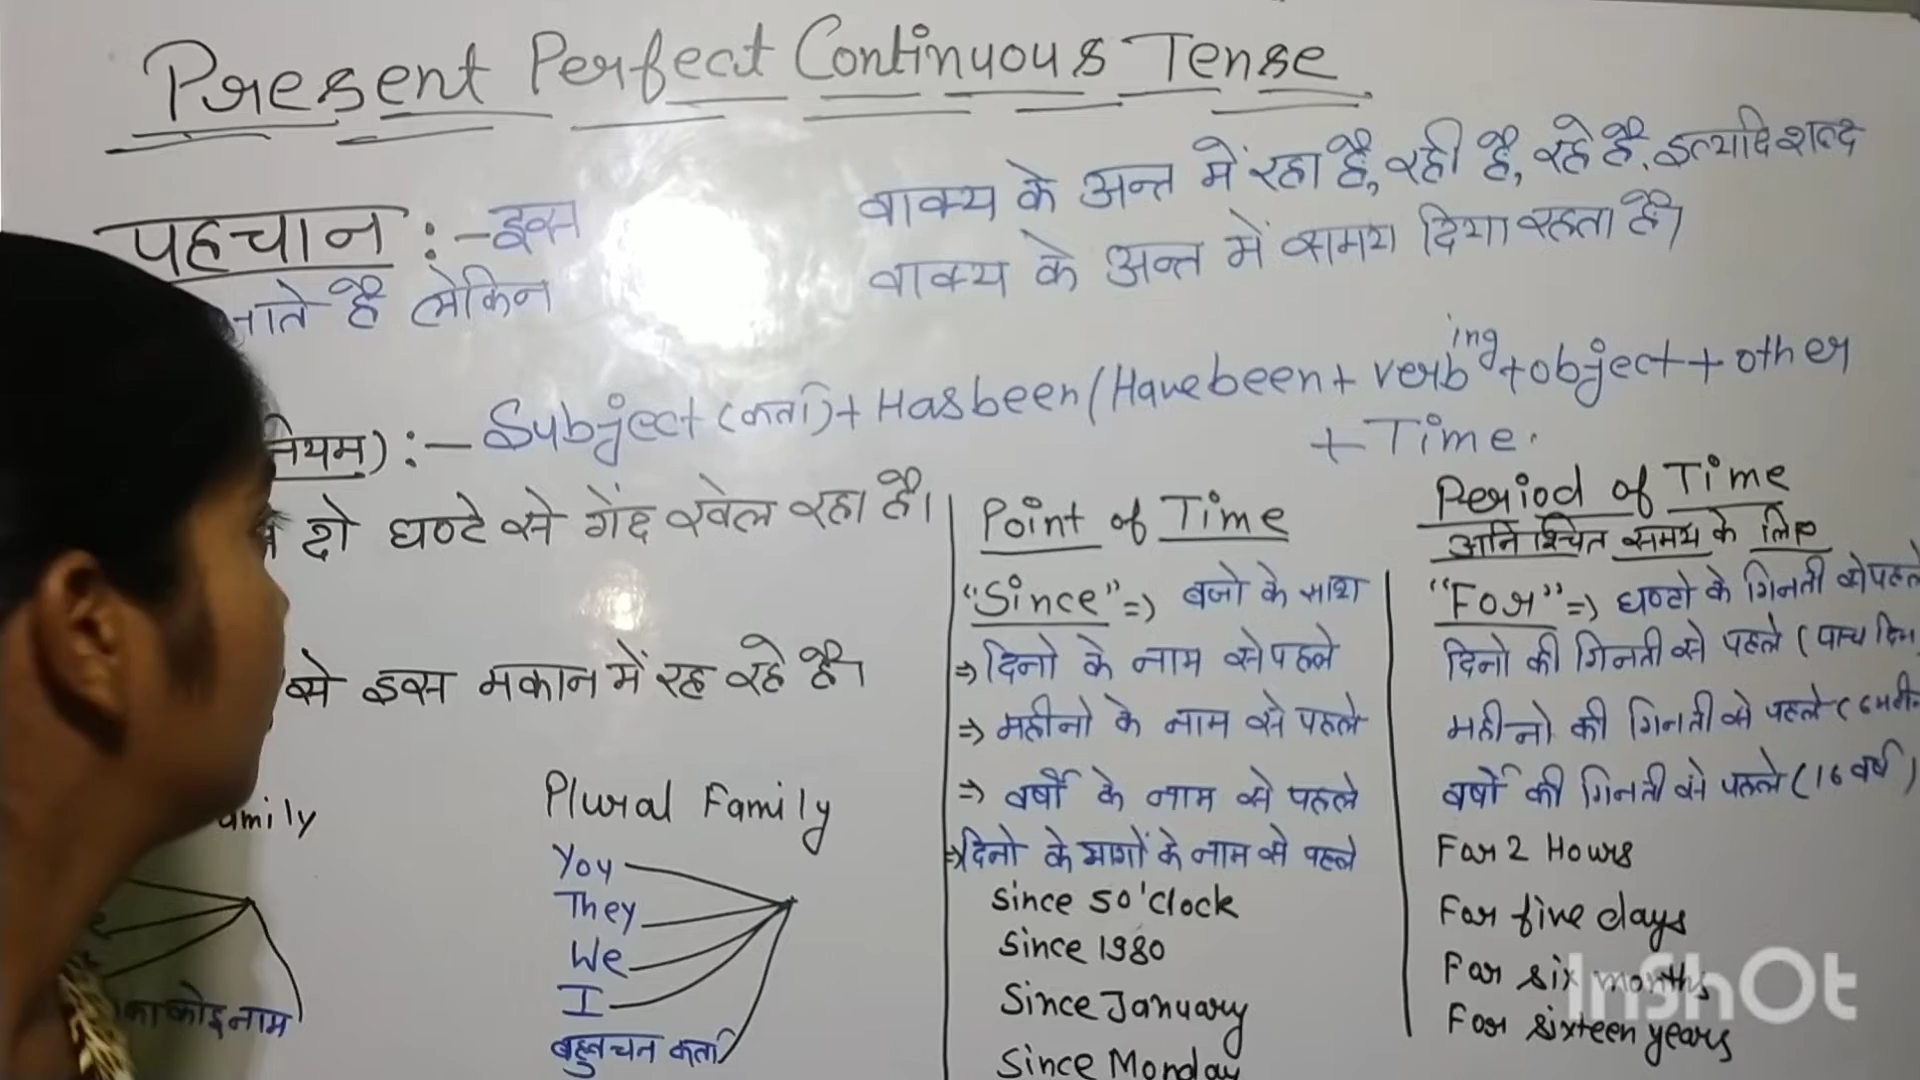 Present Perfect Continuous Tense
पहचान :- इस वाक्य के अन्त में रहा है, रही है, रहे है, इत्यादि शब्द
जाते है लेकिन वाक्य के अन्त में समय दिया रहता है।
नियम) :- Subject (कर्ता) + Has been / Have been + verb ing + object + other
+ Time.
दो घण्टे से गेंद खेल रहा है।
से इस मकान में रह रहे है।
amily
का कोइ नाम
Plural Family
You
They
We
I
बहुवचन कर्ता
Point of Time
"Since" => बजो के साथ
=> दिनो के नाम से पहले
=> महीनो के नाम से पहले
=> वर्षो के नाम से पहले
=> दिनो के भागों के नाम से पहले
Since 5 o'clock
Since 1980
Since January
Since Monday
Period of Time
अनिश्चित समय के लिए
"For" => घण्टो के गिनती से पहले
दिनो की गिनती से पहले (पाच दिन
महीनो की गिनती से पहले (6 महीन
वर्षो की गिनती से पहले (16 वर्ष)
For 2 Hours
For five days
For six months
For sixteen years
InShOt